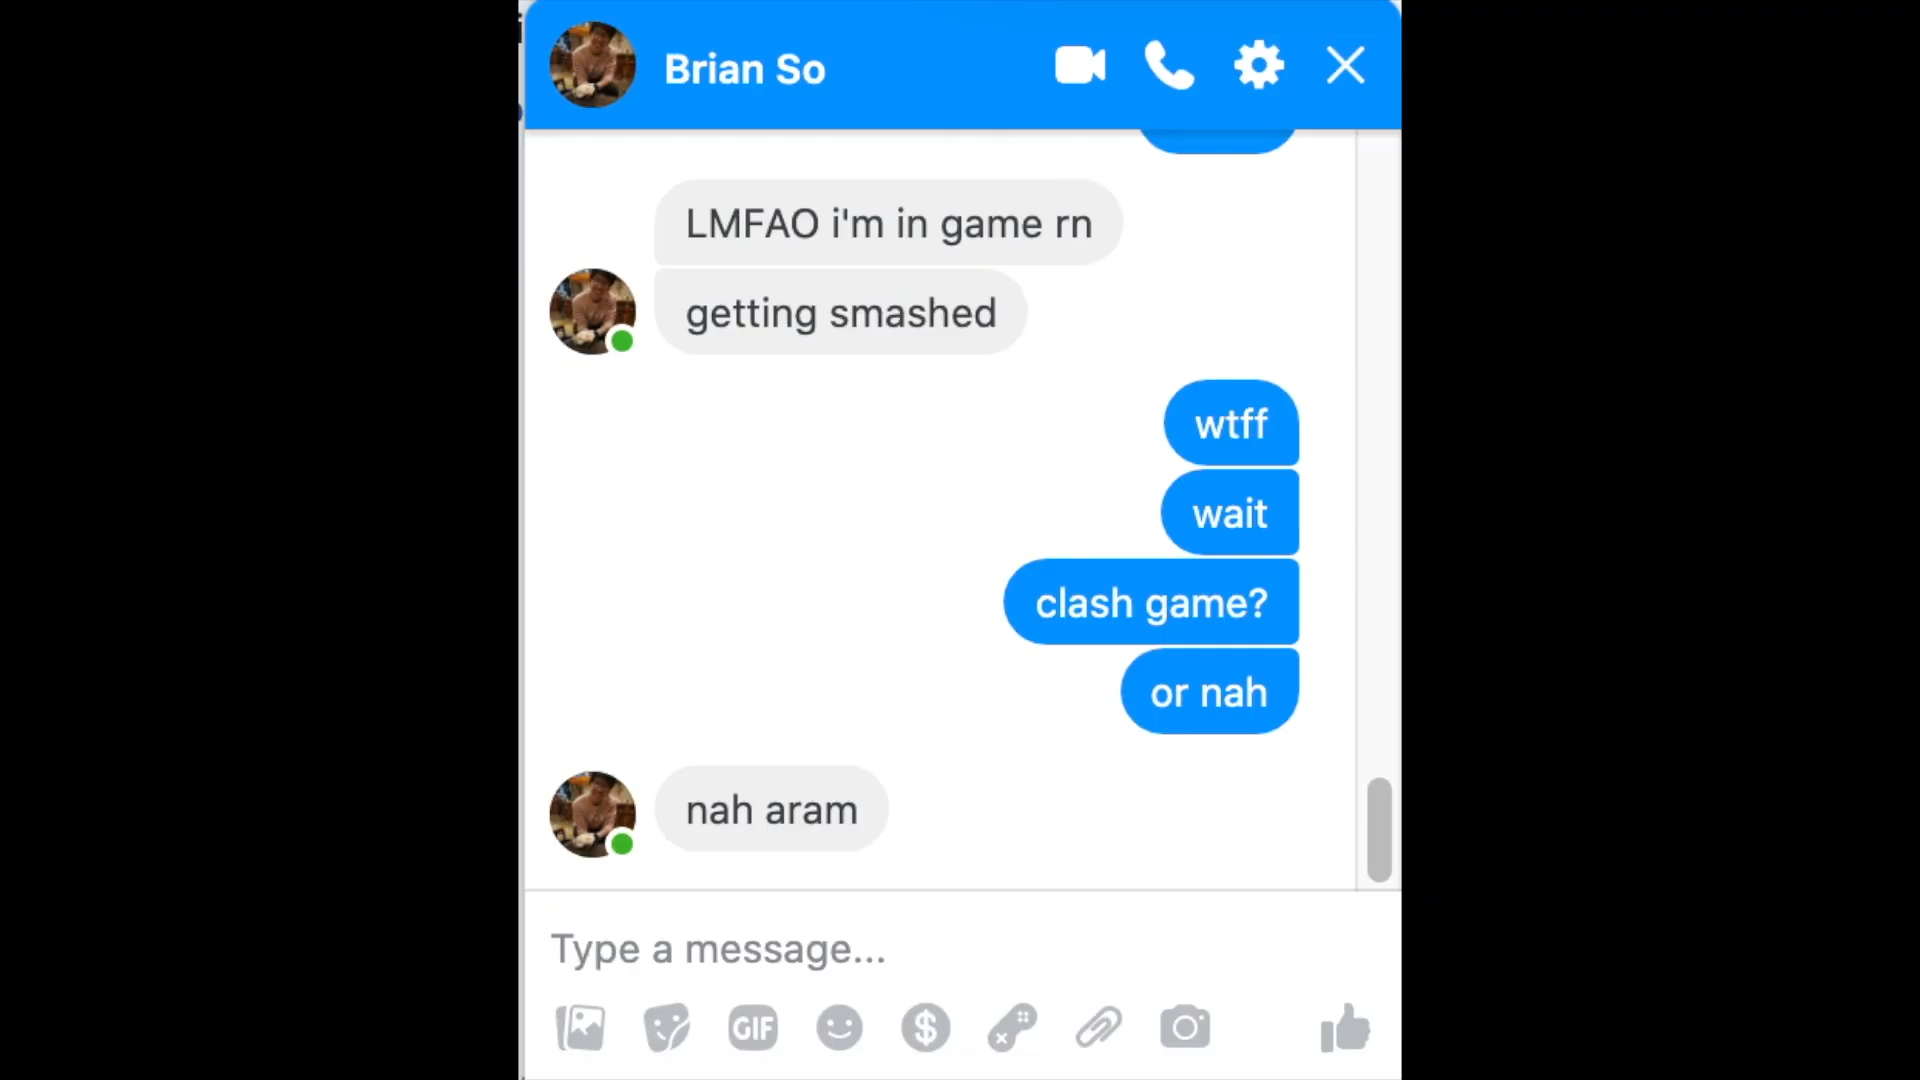 Brian So
LMFAO i'm in game rn
getting smashed
wtff
wait
clash game?
or nah
nah aram
Type a message...
GIF
$